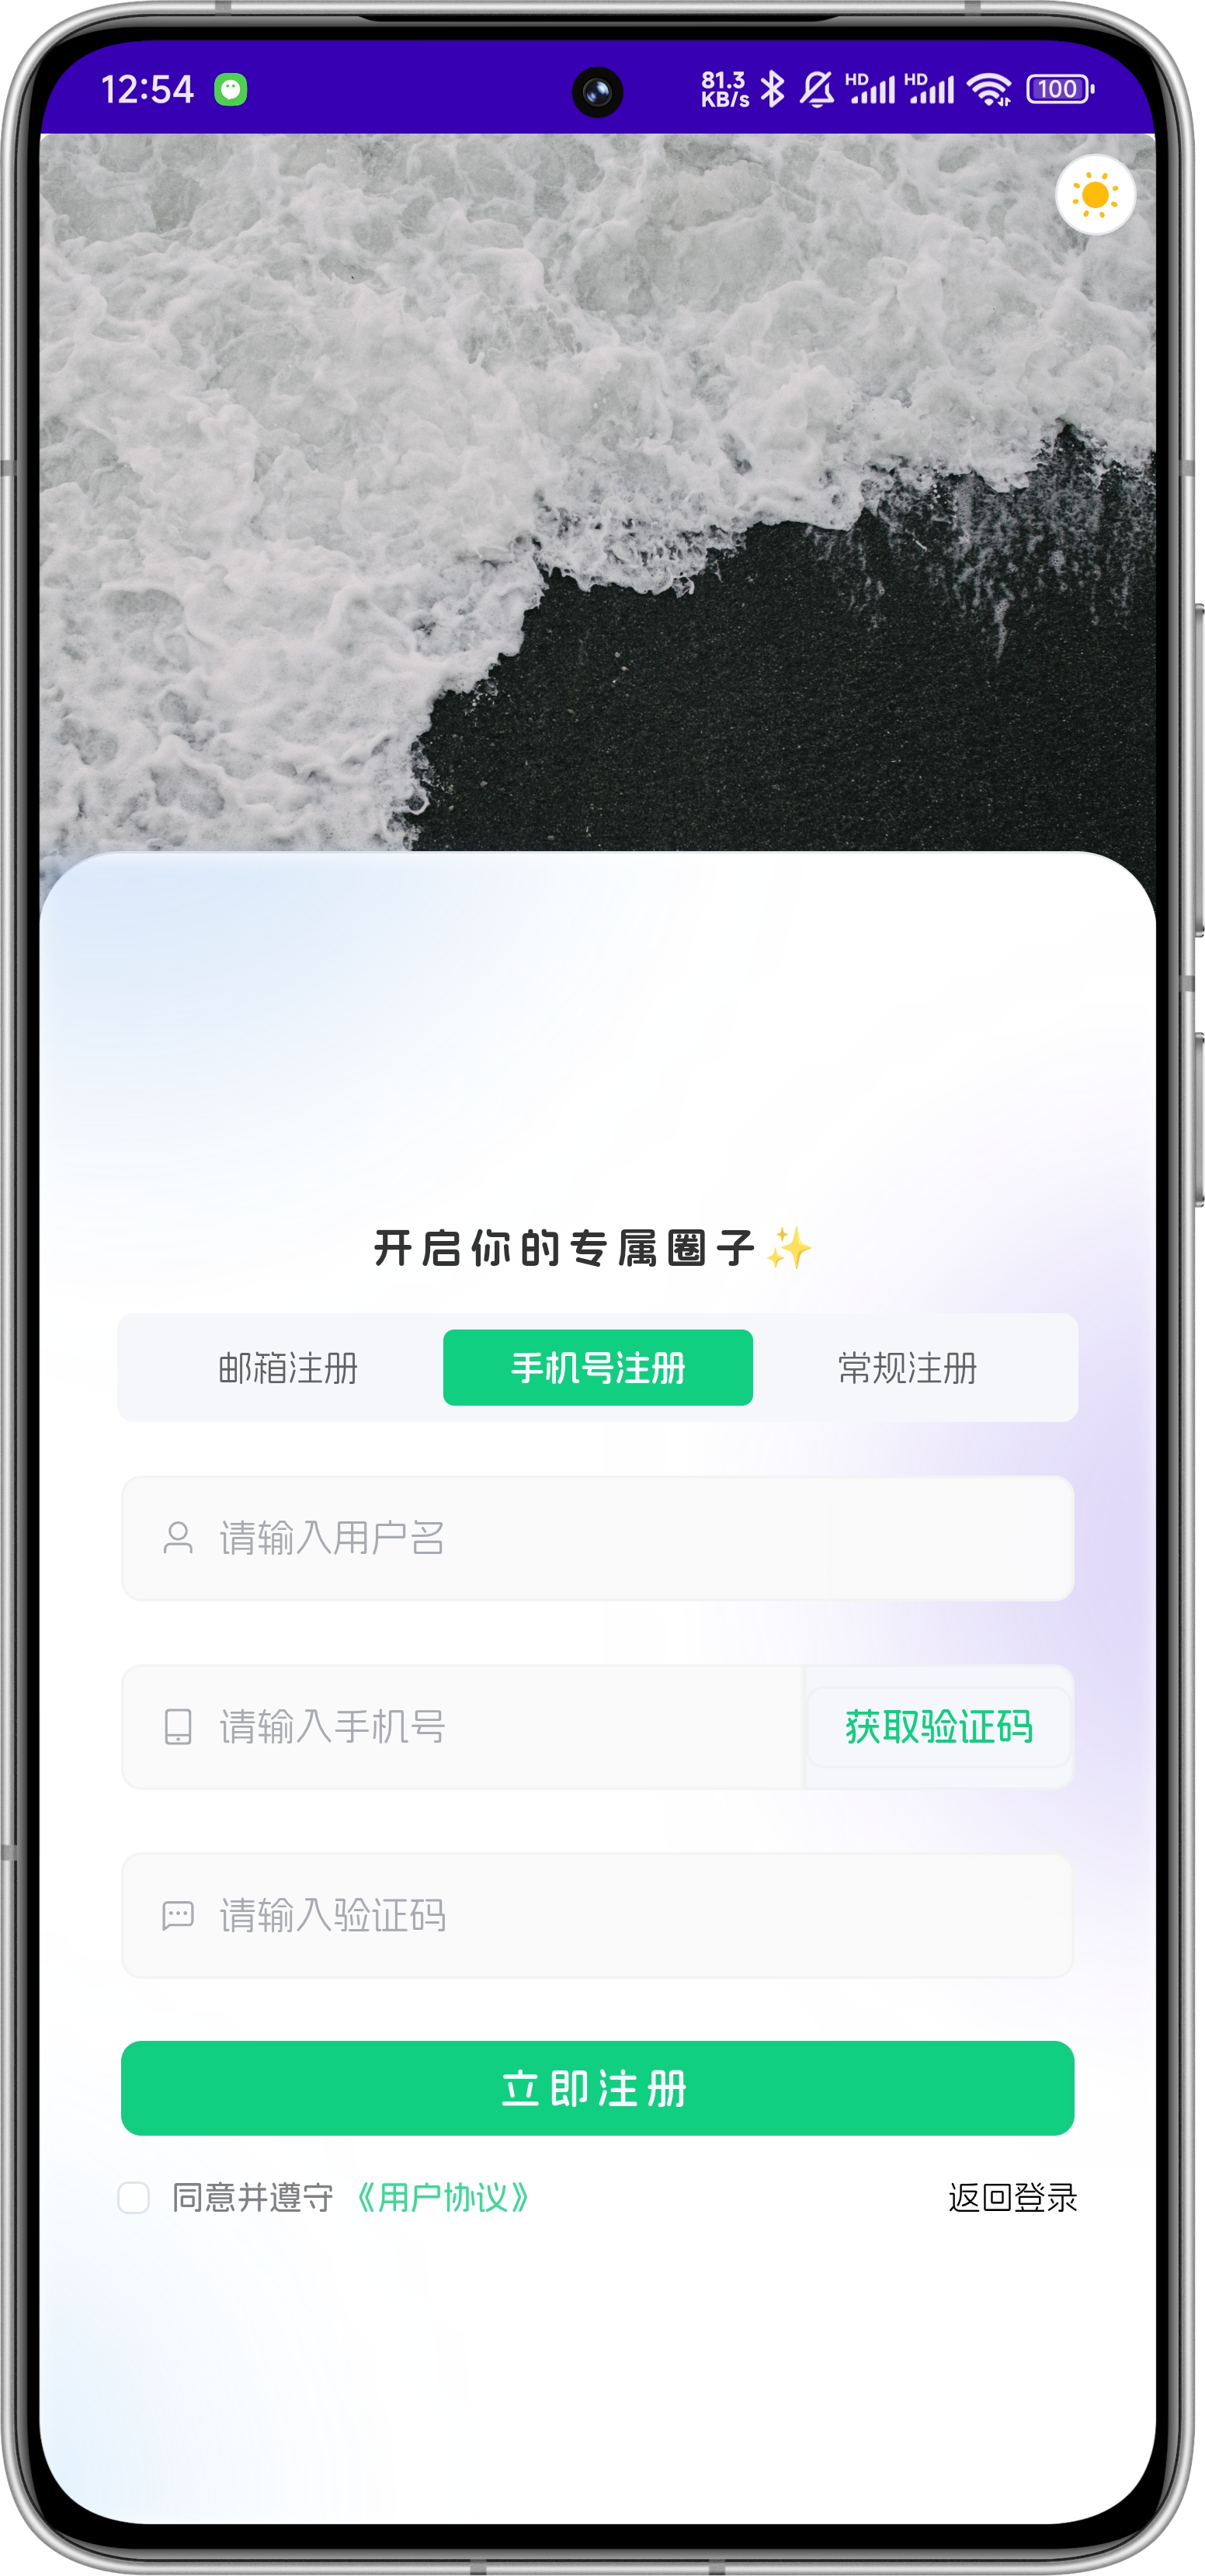 12:54 81.3 KB/s HD HD 100
开启你的专属圈子✨
邮箱注册 手机号注册 常规注册
请输入用户名
请输入手机号 获取验证码
请输入验证码
立即注册
同意并遵守 《用户协议》 返回登录